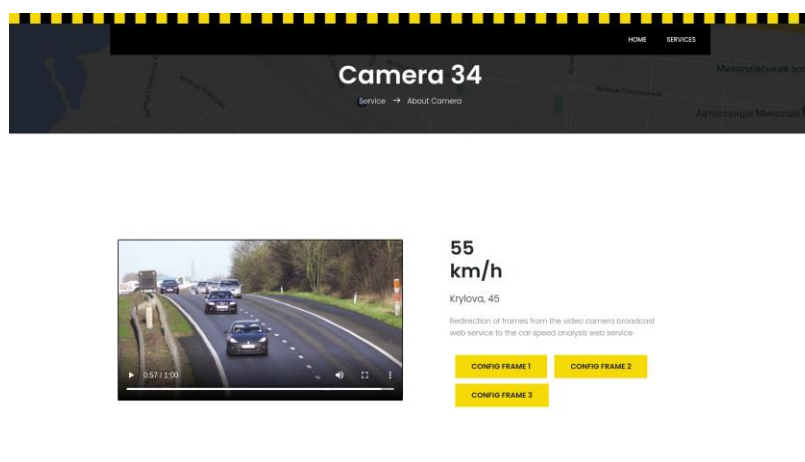 HOME SERVICES
Camera 34
Service → About Camera
Миколаївський зоо
Автостанція Миколаїв
55
km/h
Krylova, 45
Redirection of frames from the video camera broadcast
web service to the car speed analysis web service
CONFIG FRAME 1 CONFIG FRAME 2
CONFIG FRAME 3
0:57 / 1:00